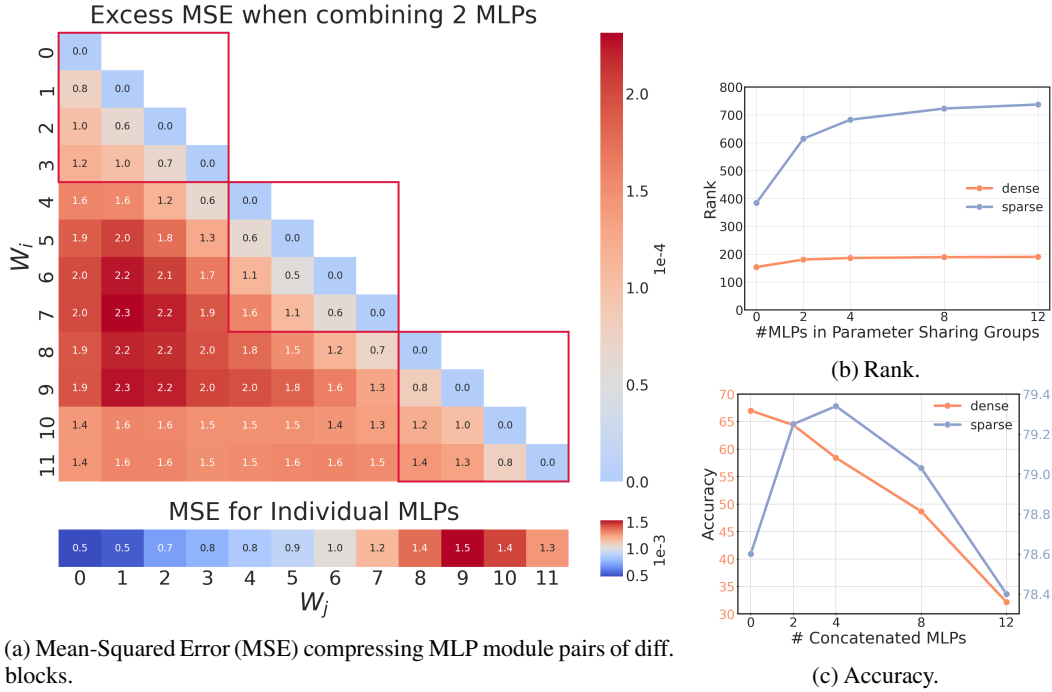 Excess MSE when combining 2 MLPs
0 0.0
1 0.8 0.0
2 1.0 0.6 0.0
3 1.2 1.0 0.7 0.0
4 1.6 1.6 1.2 0.6 0.0
5 1.9 2.0 1.8 1.3 0.6 0.0
6 2.0 2.2 2.1 1.7 1.1 0.5 0.0
7 2.0 2.3 2.2 1.9 1.6 1.1 0.6 0.0
8 1.9 2.2 2.2 2.0 1.8 1.5 1.2 0.7 0.0
9 1.9 2.3 2.2 2.0 2.0 1.8 1.6 1.3 0.8 0.0
10 1.4 1.6 1.6 1.5 1.5 1.5 1.4 1.3 1.2 1.0 0.0
11 1.4 1.6 1.6 1.5 1.5 1.6 1.6 1.5 1.4 1.3 0.8 0.0
W_i
2.0
1.5
1.0
0.5
0.0
1e-4
MSE for Individual MLPs
0.5 0.5 0.7 0.8 0.8 0.9 1.0 1.2 1.4 1.5 1.4 1.3
0 1 2 3 4 5 6 7 8 9 10 11
W_j
1.5
1.0
0.5
1e-3
(a) Mean-Squared Error (MSE) compressing MLP module pairs of diff.
blocks.
800
700
600
500
400
300
200
100
0
Rank
dense
sparse
0 2 4 8 12
#MLPs in Parameter Sharing Groups
(b) Rank.
70
65
60
55
50
45
40
35
30
Accuracy
dense
sparse
79.4
79.2
79.0
78.8
78.6
78.4
0 2 4 8 12
# Concatenated MLPs
(c) Accuracy.